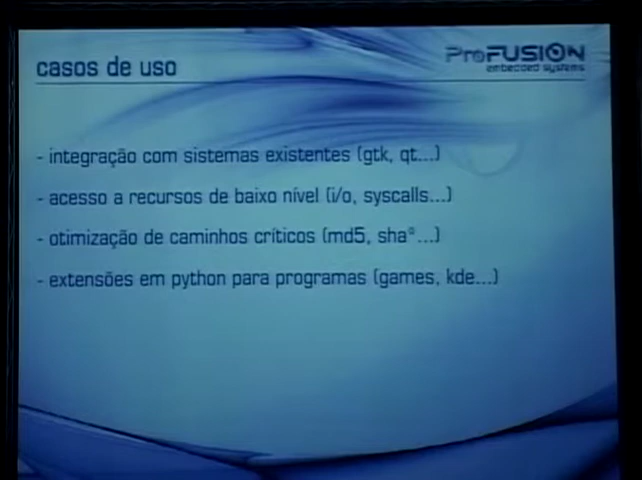 ProFUSION
embedded systems
casos de uso
- integração com sistemas existentes (gtk, qt...)
- acesso a recursos de baixo nível (i/o, syscalls...)
- otimização de caminhos críticos (md5, sha*...)
- extensões em python para programas (games, kde...)